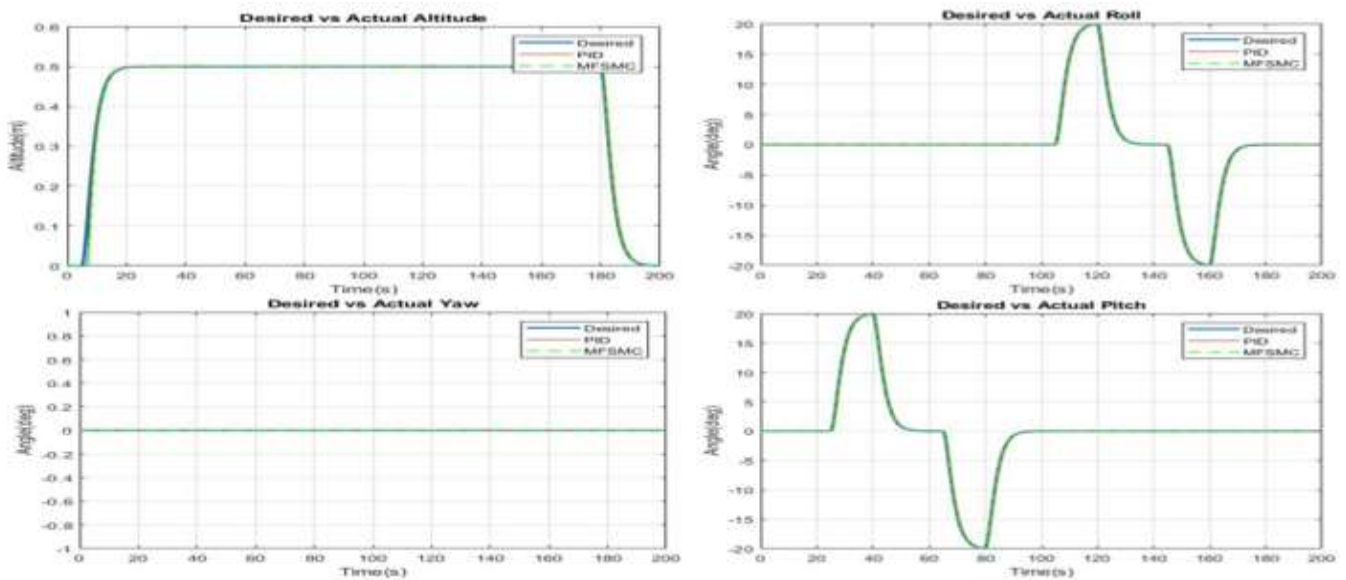 Desired vs Actual Altitude
0.6
0.5
0.4
0.3
0.2
0.1
0
Altitude(m)
Desired
PID
MFSMC
0 20 40 60 80 100 120 140 160 180 200
Time(s)
Desired vs Actual Roll
20
15
10
5
0
-5
-10
-15
-20
Angle(deg)
Desired
PID
MFSMC
0 20 40 60 80 100 120 140 160 180 200
Time(s)
Desired vs Actual Yaw
1
0.8
0.6
0.4
0.2
0
-0.2
-0.4
-0.6
-0.8
-1
Angle(deg)
Desired
PID
MFSMC
0 20 40 60 80 100 120 140 160 180 200
Time(s)
Desired vs Actual Pitch
20
15
10
5
0
-5
-10
-15
-20
Angle(deg)
Desired
PID
MFSMC
0 20 40 60 80 100 120 140 160 180 200
Time(s)